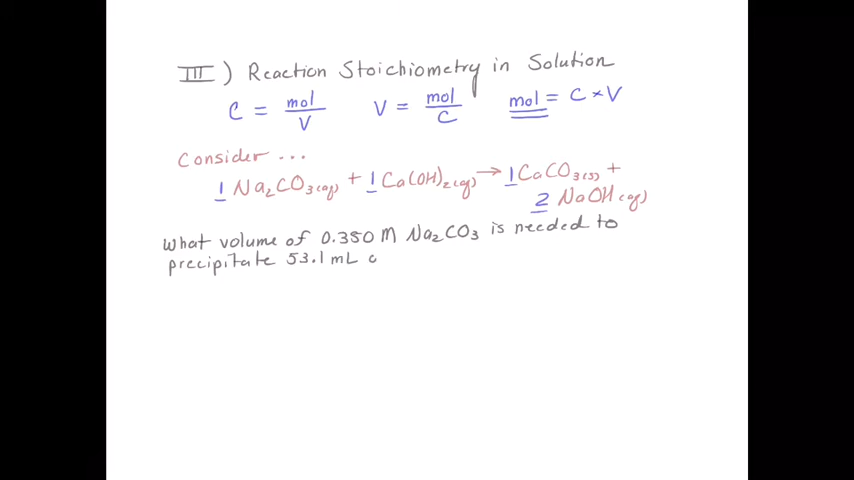 III) Reaction Stoichiometry in Solution
C = mol/V V = mol/C mol = C × V
Consider ...
1 Na₂CO₃(aq) + 1 Ca(OH)₂(aq) → 1 CaCO₃(s) +
2 NaOH(aq)
What volume of 0.350 M Na₂CO₃ is needed to
precipitate 53.1 mL o